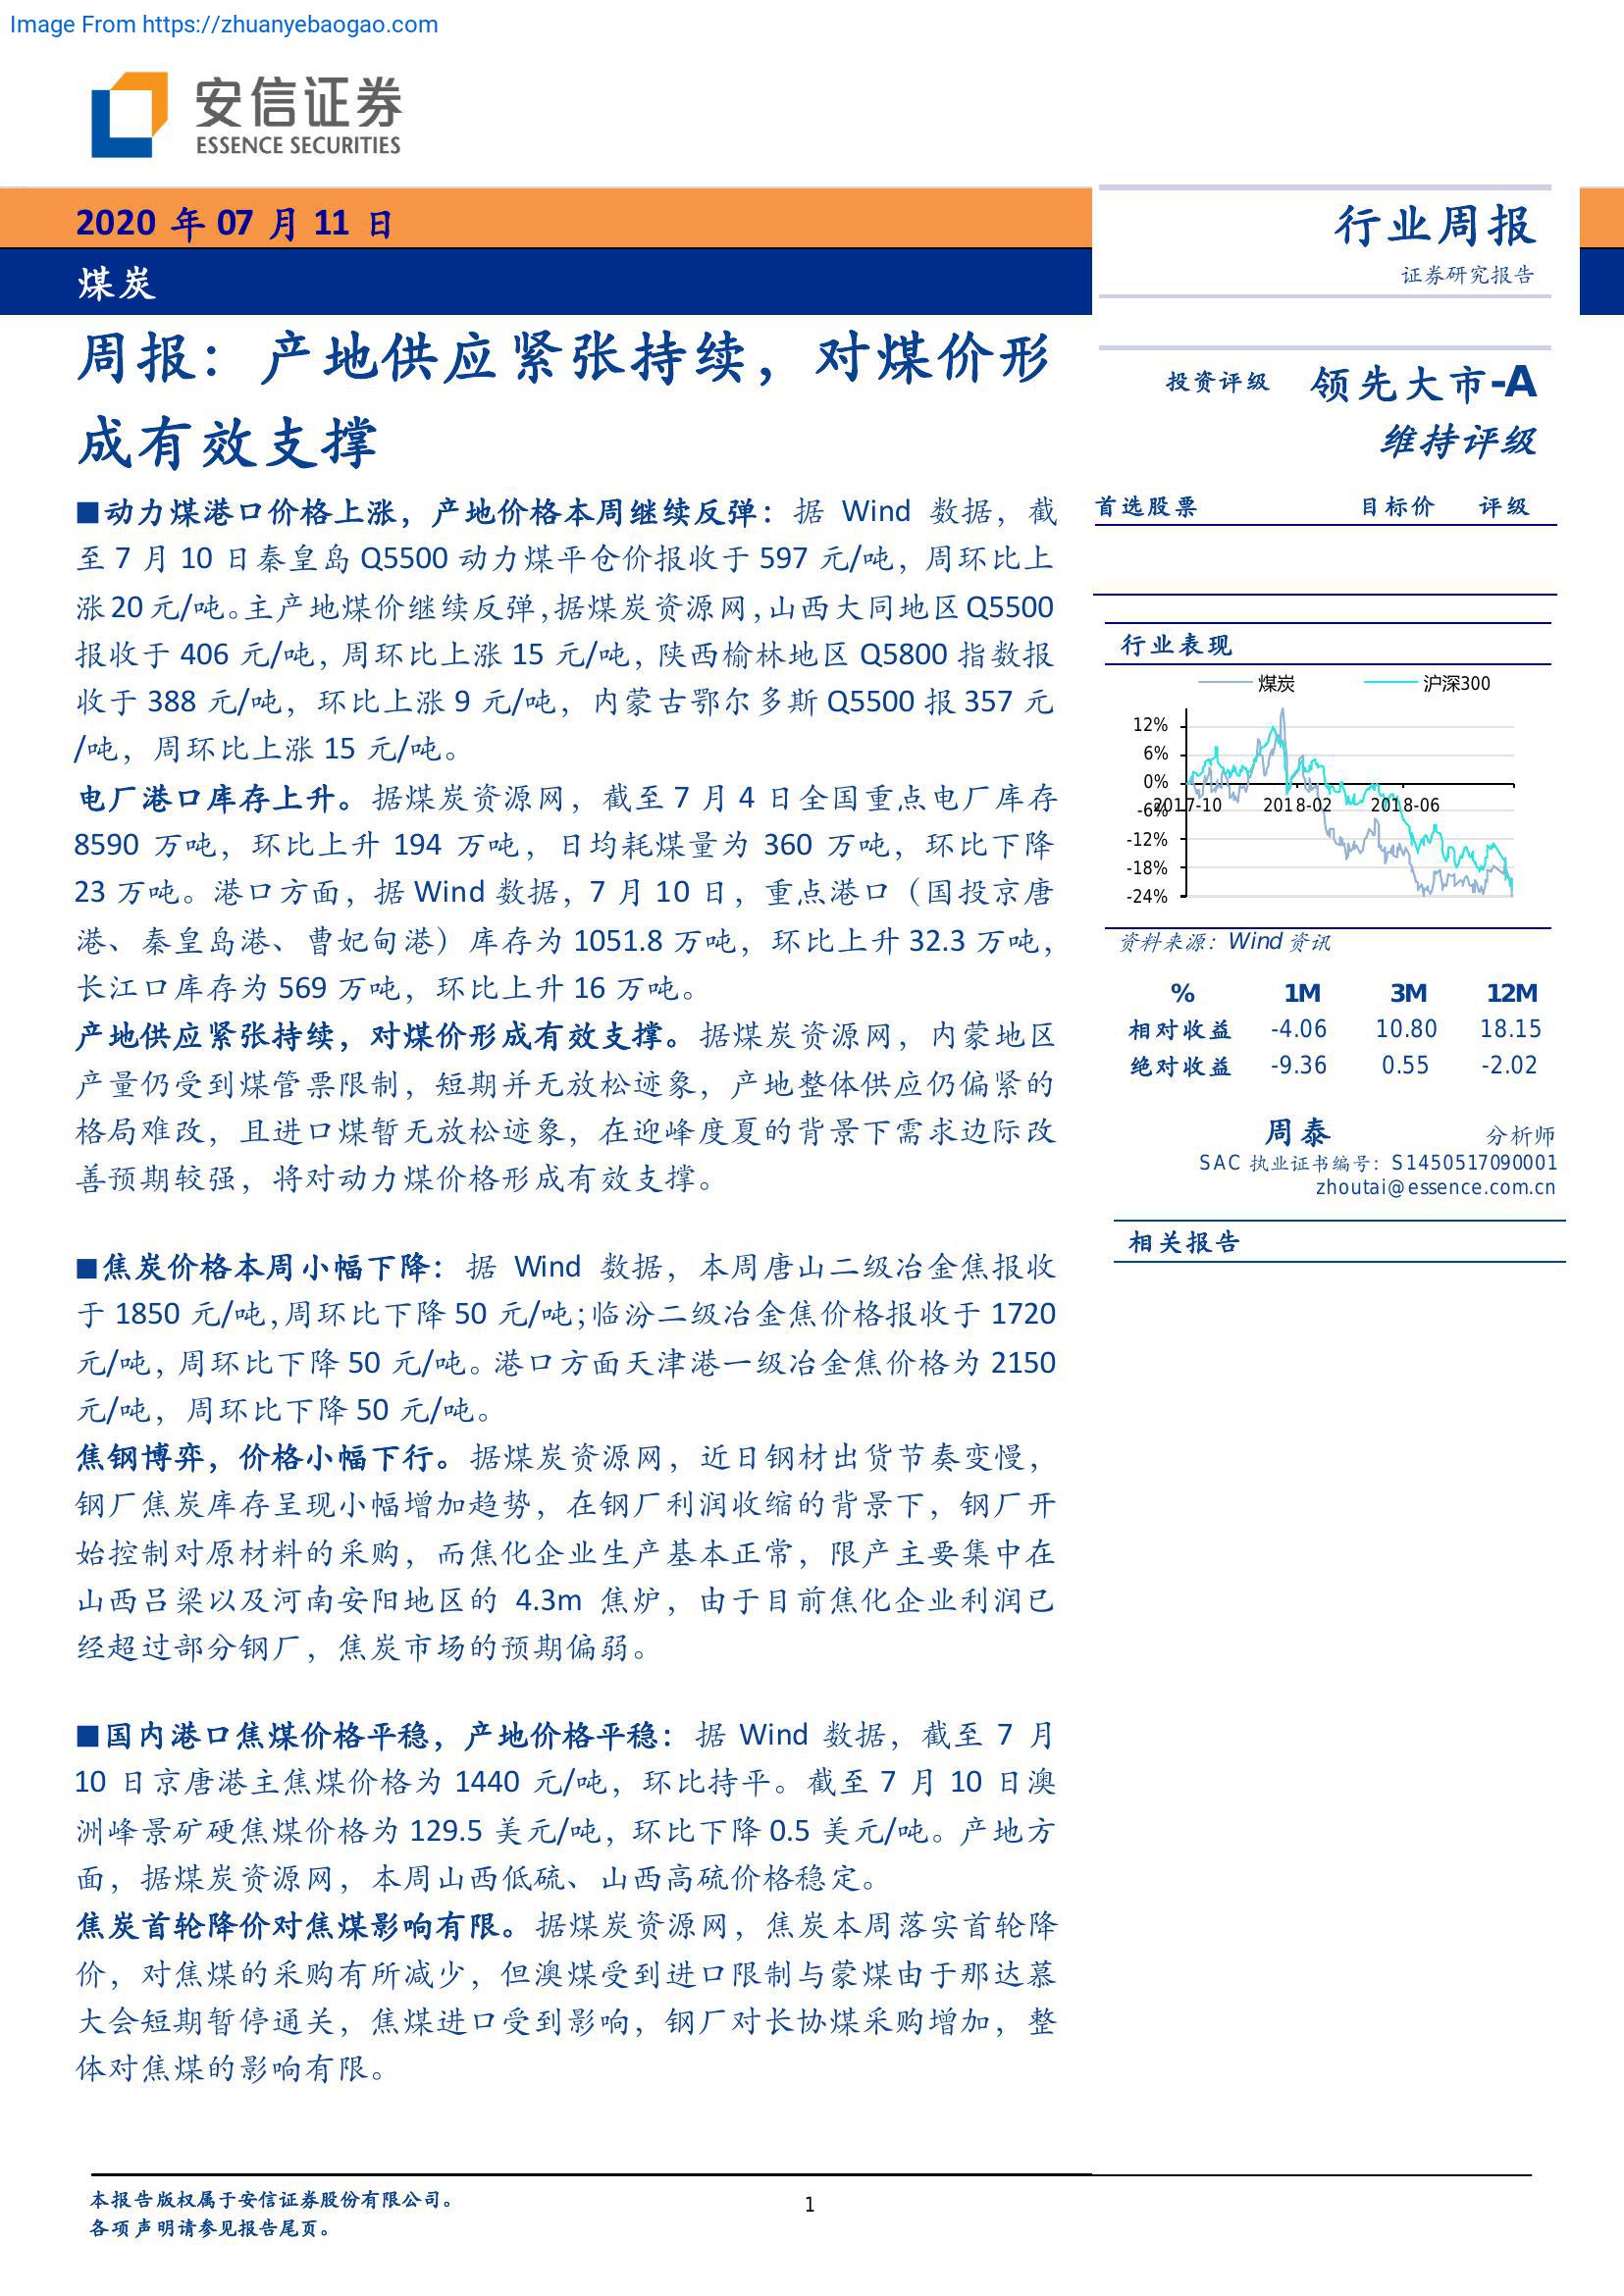 Image From https://zhuanyebaogao.com
安信证券
ESSENCE SECURITIES
2020 年 07 月 11 日
煤炭
行业周报
证券研究报告
周报：产地供应紧张持续，对煤价形
成有效支撑
■动力煤港口价格上涨，产地价格本周继续反弹：据 Wind 数据，截
至 7 月 10 日秦皇岛 Q5500 动力煤平仓价报收于 597 元/吨，周环比上
涨 20 元/吨。主产地煤价继续反弹，据煤炭资源网，山西大同地区 Q5500
报收于 406 元/吨，周环比上涨 15 元/吨，陕西榆林地区 Q5800 指数报
收于 388 元/吨，环比上涨 9 元/吨，内蒙古鄂尔多斯 Q5500 报 357 元
/吨，周环比上涨 15 元/吨。
电厂港口库存上升。据煤炭资源网，截至 7 月 4 日全国重点电厂库存
8590 万吨，环比上升 194 万吨，日均耗煤量为 360 万吨，环比下降
23 万吨。港口方面，据 Wind 数据，7 月 10 日，重点港口（国投京唐
港、秦皇岛港、曹妃甸港）库存为 1051.8 万吨，环比上升 32.3 万吨，
长江口库存为 569 万吨，环比上升 16 万吨。
产地供应紧张持续，对煤价形成有效支撑。据煤炭资源网，内蒙地区
产量仍受到煤管票限制，短期并无放松迹象，产地整体供应仍偏紧的
格局难改，且进口煤暂无放松迹象，在迎峰度夏的背景下需求边际改
善预期较强，将对动力煤价格形成有效支撑。
■焦炭价格本周小幅下降：据 Wind 数据，本周唐山二级冶金焦报收
于 1850 元/吨，周环比下降 50 元/吨；临汾二级冶金焦价格报收于 1720
元/吨，周环比下降 50 元/吨。港口方面天津港一级冶金焦价格为 2150
元/吨，周环比下降 50 元/吨。
焦钢博弈，价格小幅下行。据煤炭资源网，近日钢材出货节奏变慢，
钢厂焦炭库存呈现小幅增加趋势，在钢厂利润收缩的背景下，钢厂开
始控制对原材料的采购，而焦化企业生产基本正常，限产主要集中在
山西吕梁以及河南安阳地区的 4.3m 焦炉，由于目前焦化企业利润已
经超过部分钢厂，焦炭市场的预期偏弱。
■国内港口焦煤价格平稳，产地价格平稳：据 Wind 数据，截至 7 月
10 日京唐港主焦煤价格为 1440 元/吨，环比持平。截至 7 月 10 日澳
洲峰景矿硬焦煤价格为 129.5 美元/吨，环比下降 0.5 美元/吨。产地方
面，据煤炭资源网，本周山西低硫、山西高硫价格稳定。
焦炭首轮降价对焦煤影响有限。据煤炭资源网，焦炭本周落实首轮降
价，对焦煤的采购有所减少，但澳煤受到进口限制与蒙煤由于那达慕
大会短期暂停通关，焦煤进口受到影响，钢厂对长协煤采购增加，整
体对焦煤的影响有限。
投资评级 领先大市-A
维持评级
首选股票 目标价 评级
行业表现
煤炭 沪深300
12%
6%
0%
-6%
-12%
-18%
-24%
2017-10 2018-02 2018-06
资料来源：Wind 资讯
% 1M 3M 12M
相对收益 -4.06 10.80 18.15
绝对收益 -9.36 0.55 -2.02
周泰 分析师
SAC 执业证书编号：S1450517090001
zhoutai@essence.com.cn
相关报告
本报告版权属于安信证券股份有限公司。
各项声明请参见报告尾页。
1